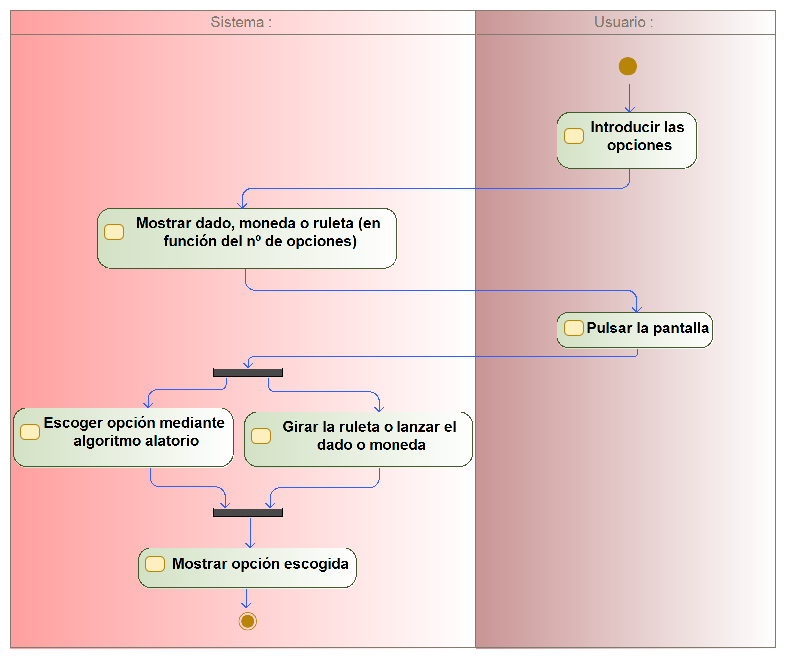 Sistema :
Usuario :
Introducir las
opciones
Mostrar dado, moneda o ruleta (en
función del nº de opciones)
Pulsar la pantalla
Escoger opción mediante
algoritmo alatorio
Girar la ruleta o lanzar el
dado o moneda
Mostrar opción escogida